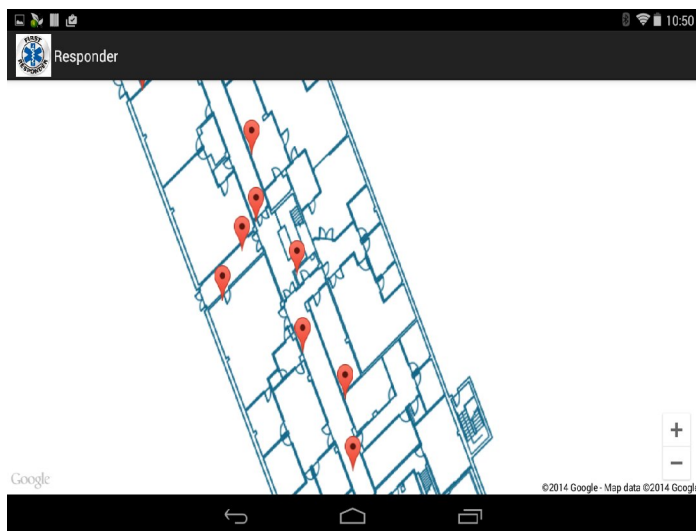 10:50
FIRST
RESPONDER
Responder
+
−
Google
©2014 Google - Map data ©2014 Google